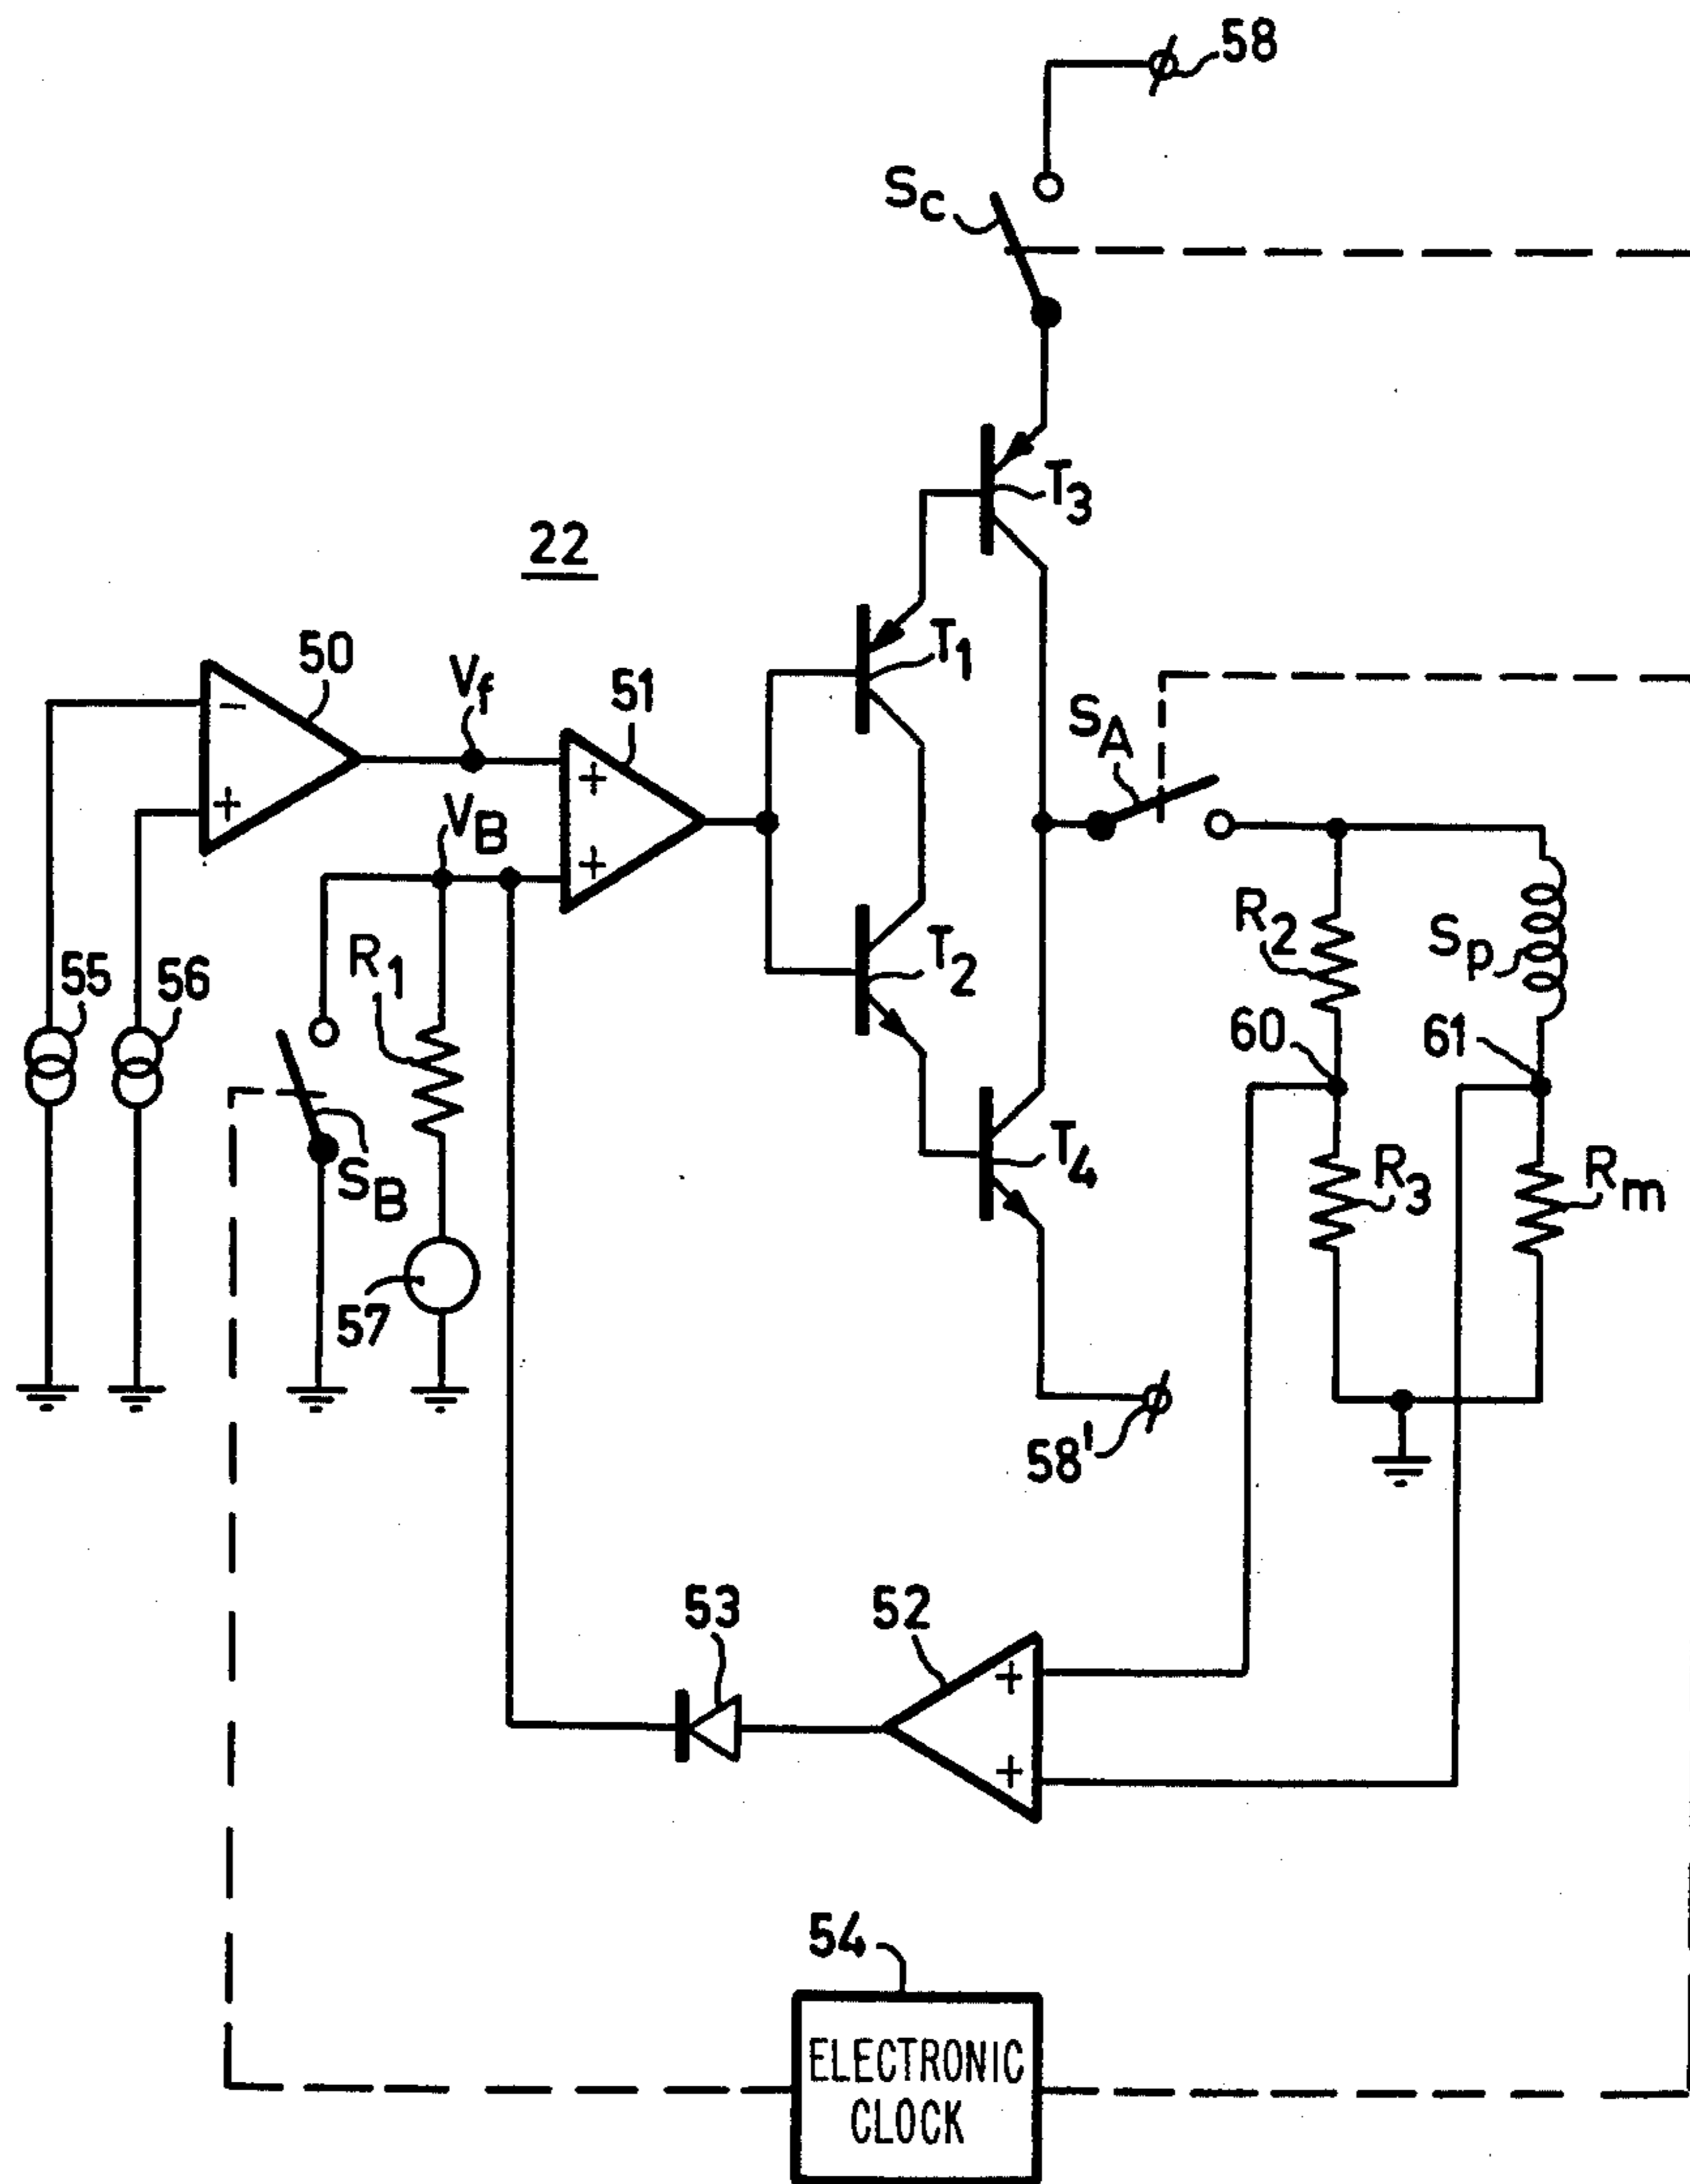 58
Sc
T3
22
50
Vf
51
T1
SA
VB
R2
Sp
55
56
R1
T2
60
61
SB
T4
R3
Rm
57
58'
53
52
54
ELECTRONIC
CLOCK
-
+
+
+
+
+